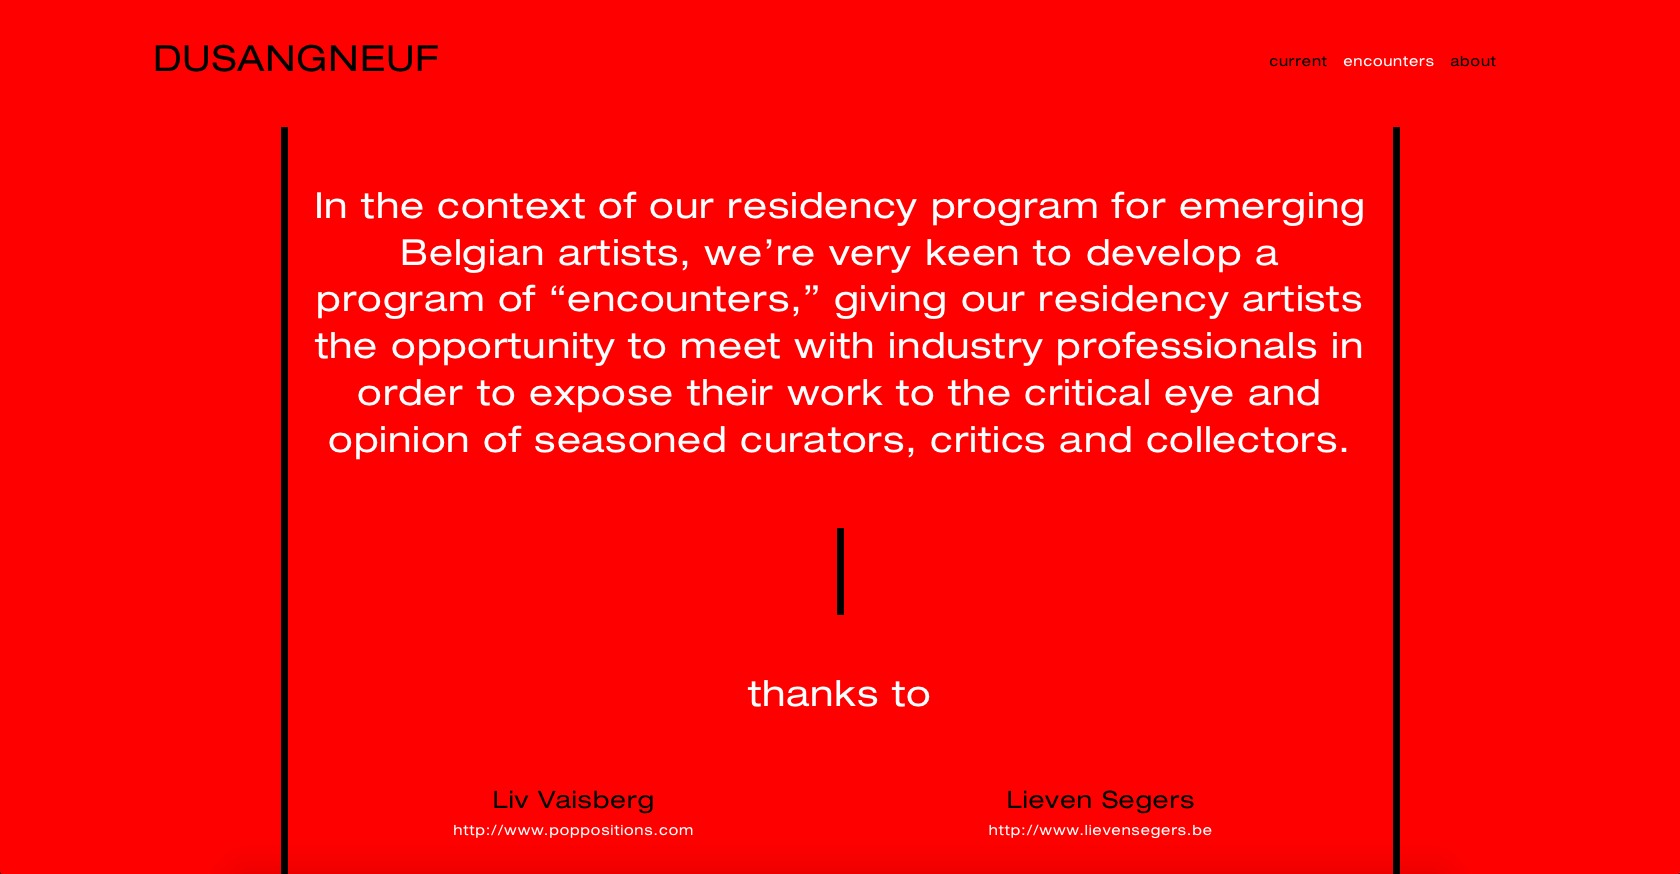 DUSANGNEUF
current encounters about
In the context of our residency program for emerging
Belgian artists, we’re very keen to develop a
program of “encounters,” giving our residency artists
the opportunity to meet with industry professionals in
order to expose their work to the critical eye and
opinion of seasoned curators, critics and collectors.
thanks to
Liv Vaisberg
http://www.poppositions.com
Lieven Segers
http://www.lievensegers.be